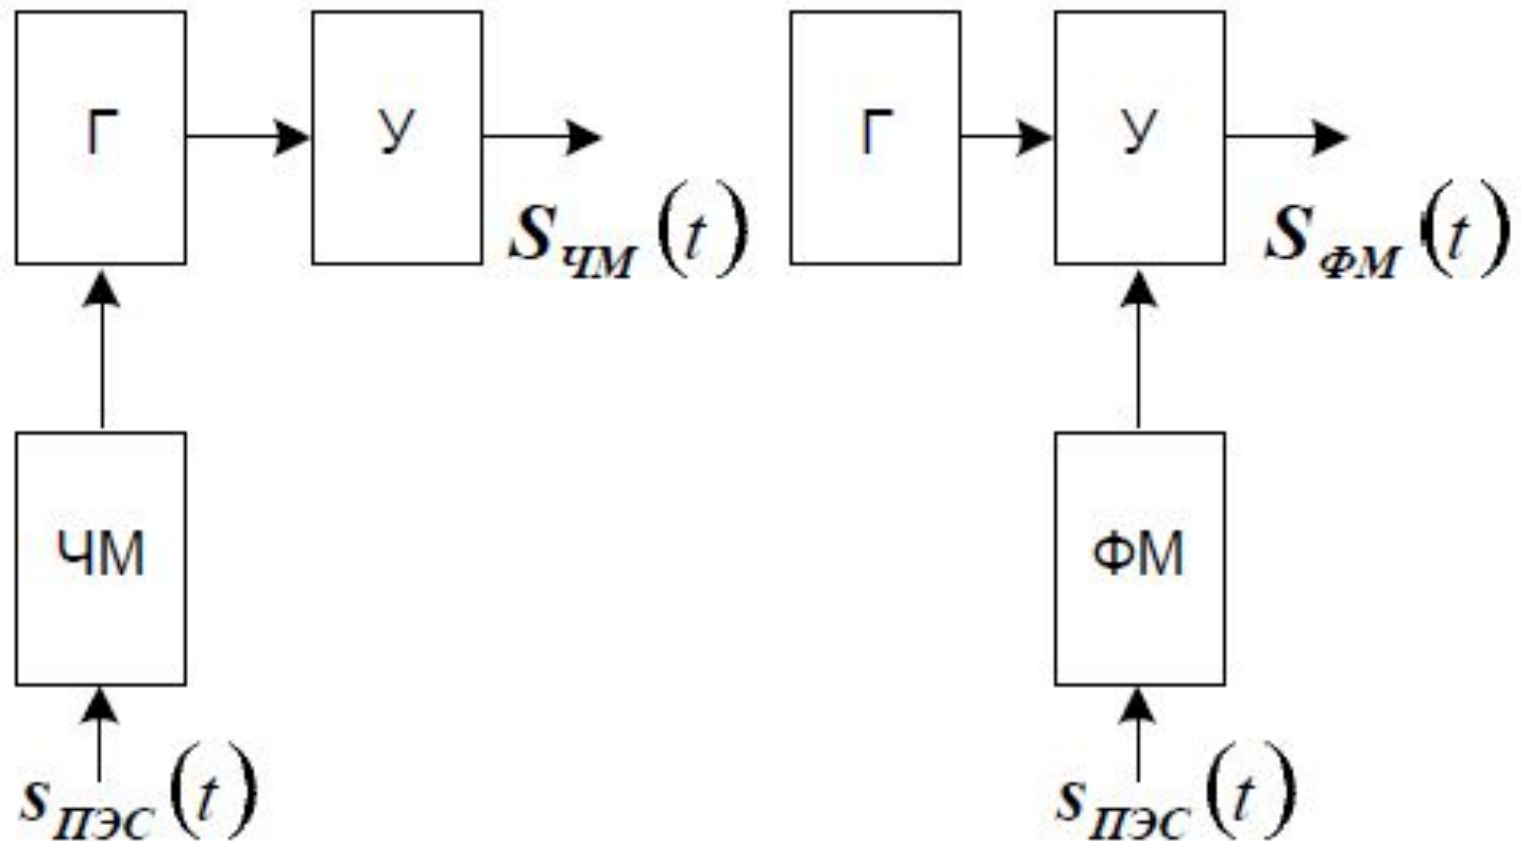 Г У Г У
S_ЧМ(t) S_ФМ(t)
ЧМ ФМ
s_ПЭС(t) s_ПЭС(t)